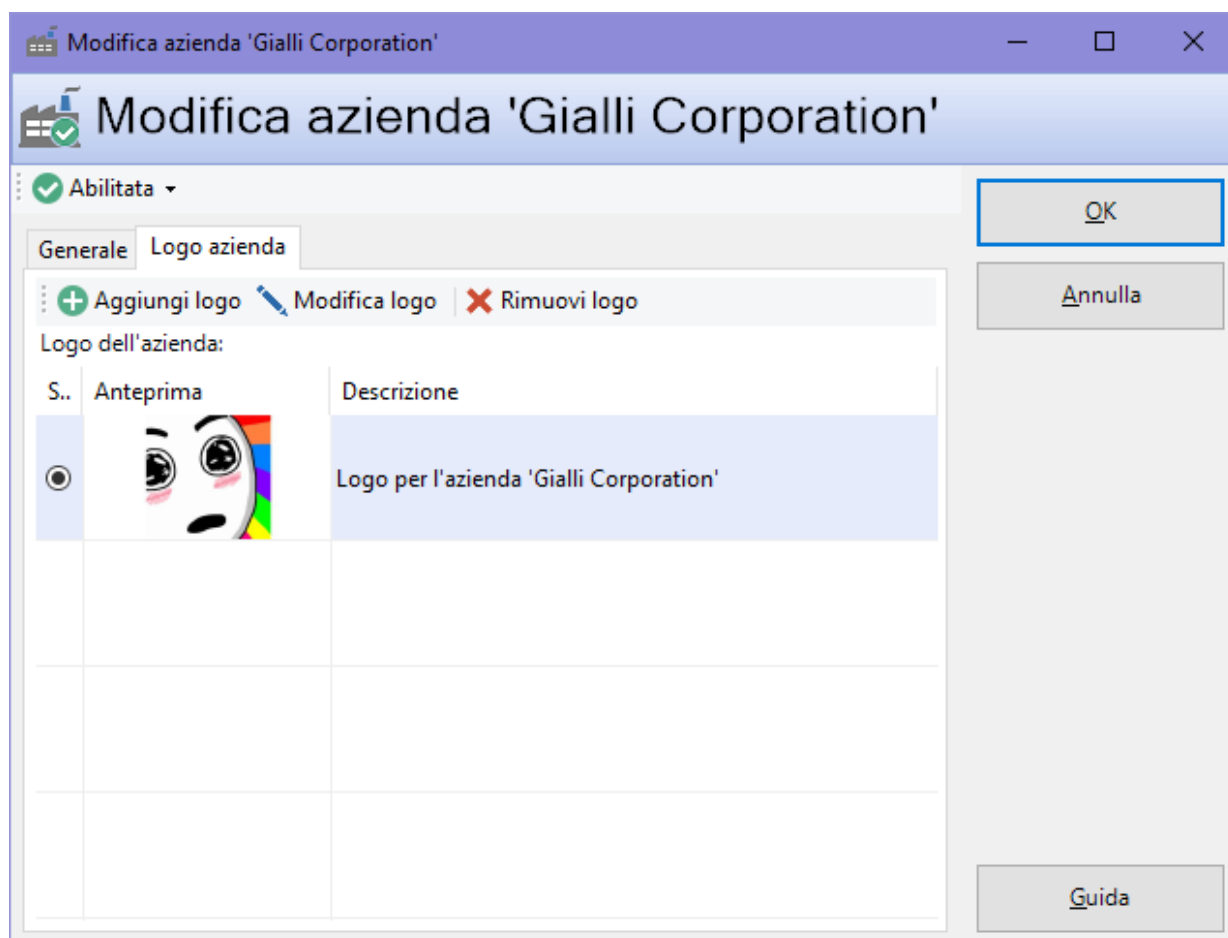 Modifica azienda 'Gialli Corporation'
Modifica azienda 'Gialli Corporation'
Abilitata
OK
Annulla
Generale Logo azienda
Aggiungi logo Modifica logo Rimuovi logo
Logo dell'azienda:
S.. Anteprima Descrizione
Logo per l'azienda 'Gialli Corporation'
Guida